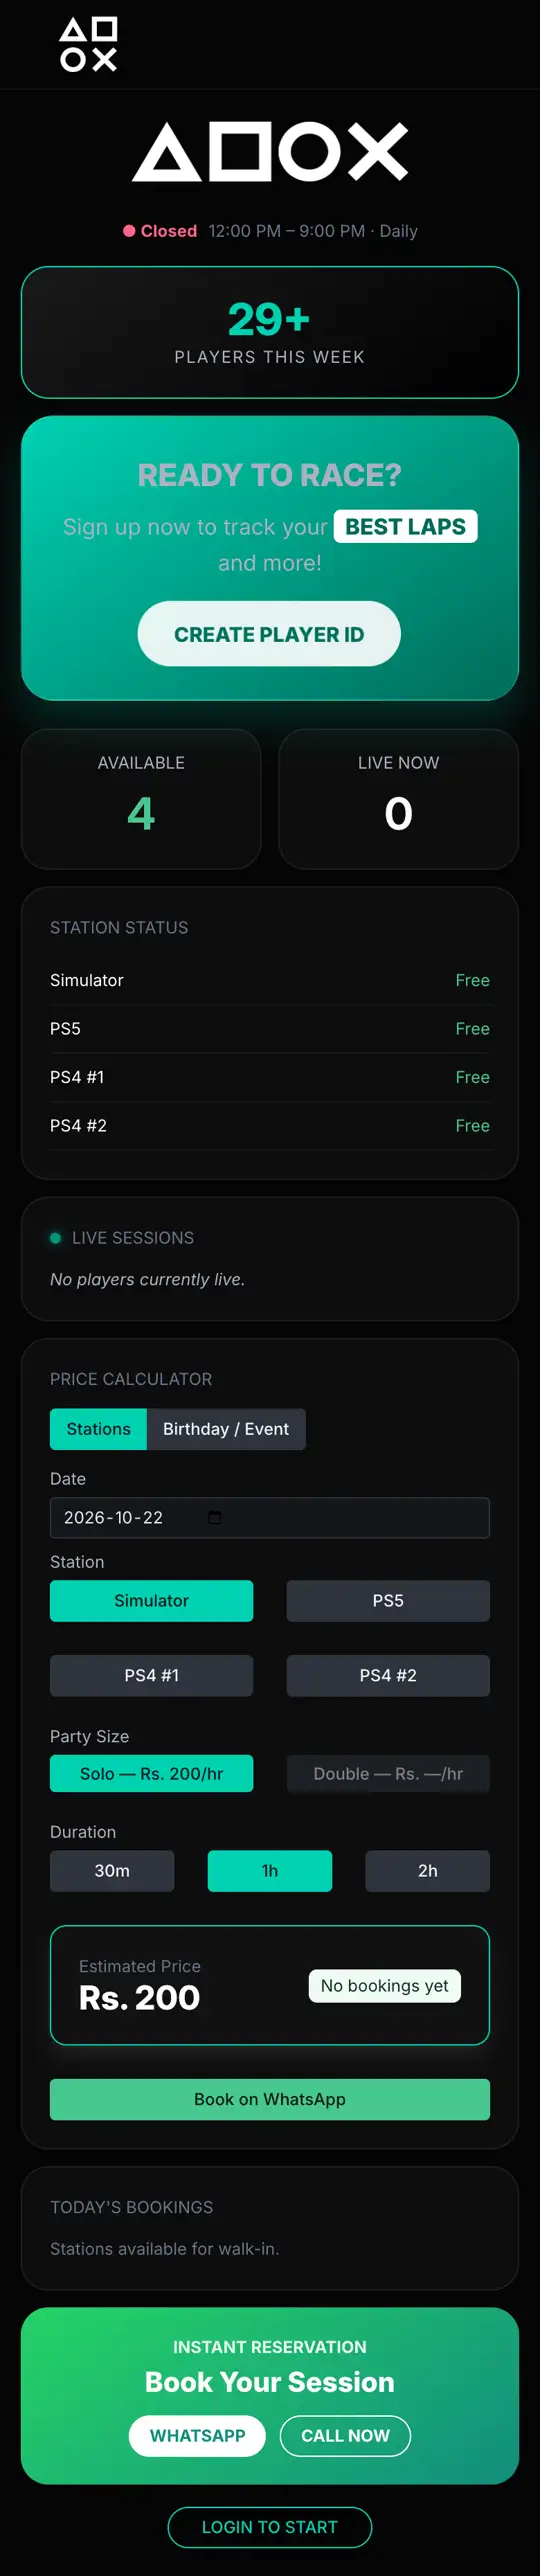 Closed 12:00 PM – 9:00 PM · Daily
29+
PLAYERS THIS WEEK
READY TO RACE?
Sign up now to track your BEST LAPS
and more!
CREATE PLAYER ID
AVAILABLE
4
LIVE NOW
0
STATION STATUS
Simulator Free
PS5 Free
PS4 #1 Free
PS4 #2 Free
LIVE SESSIONS
No players currently live.
PRICE CALCULATOR
Stations Birthday / Event
Date
2026-10-22
Station
Simulator PS5
PS4 #1 PS4 #2
Party Size
Solo — Rs. 200/hr Double — Rs. —/hr
Duration
30m 1h 2h
Estimated Price
Rs. 200
No bookings yet
Book on WhatsApp
TODAY'S BOOKINGS
Stations available for walk-in.
INSTANT RESERVATION
Book Your Session
WHATSAPP CALL NOW
LOGIN TO START